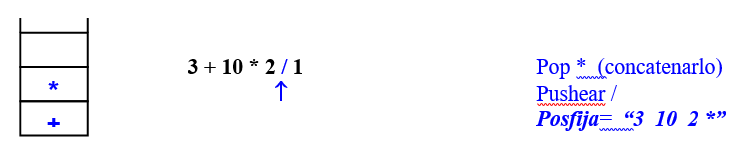 *
+
3 + 10 * 2 / 1
↑
Pop * (concatenarlo)
Pushear /
Posfija= “3 10 2 *”